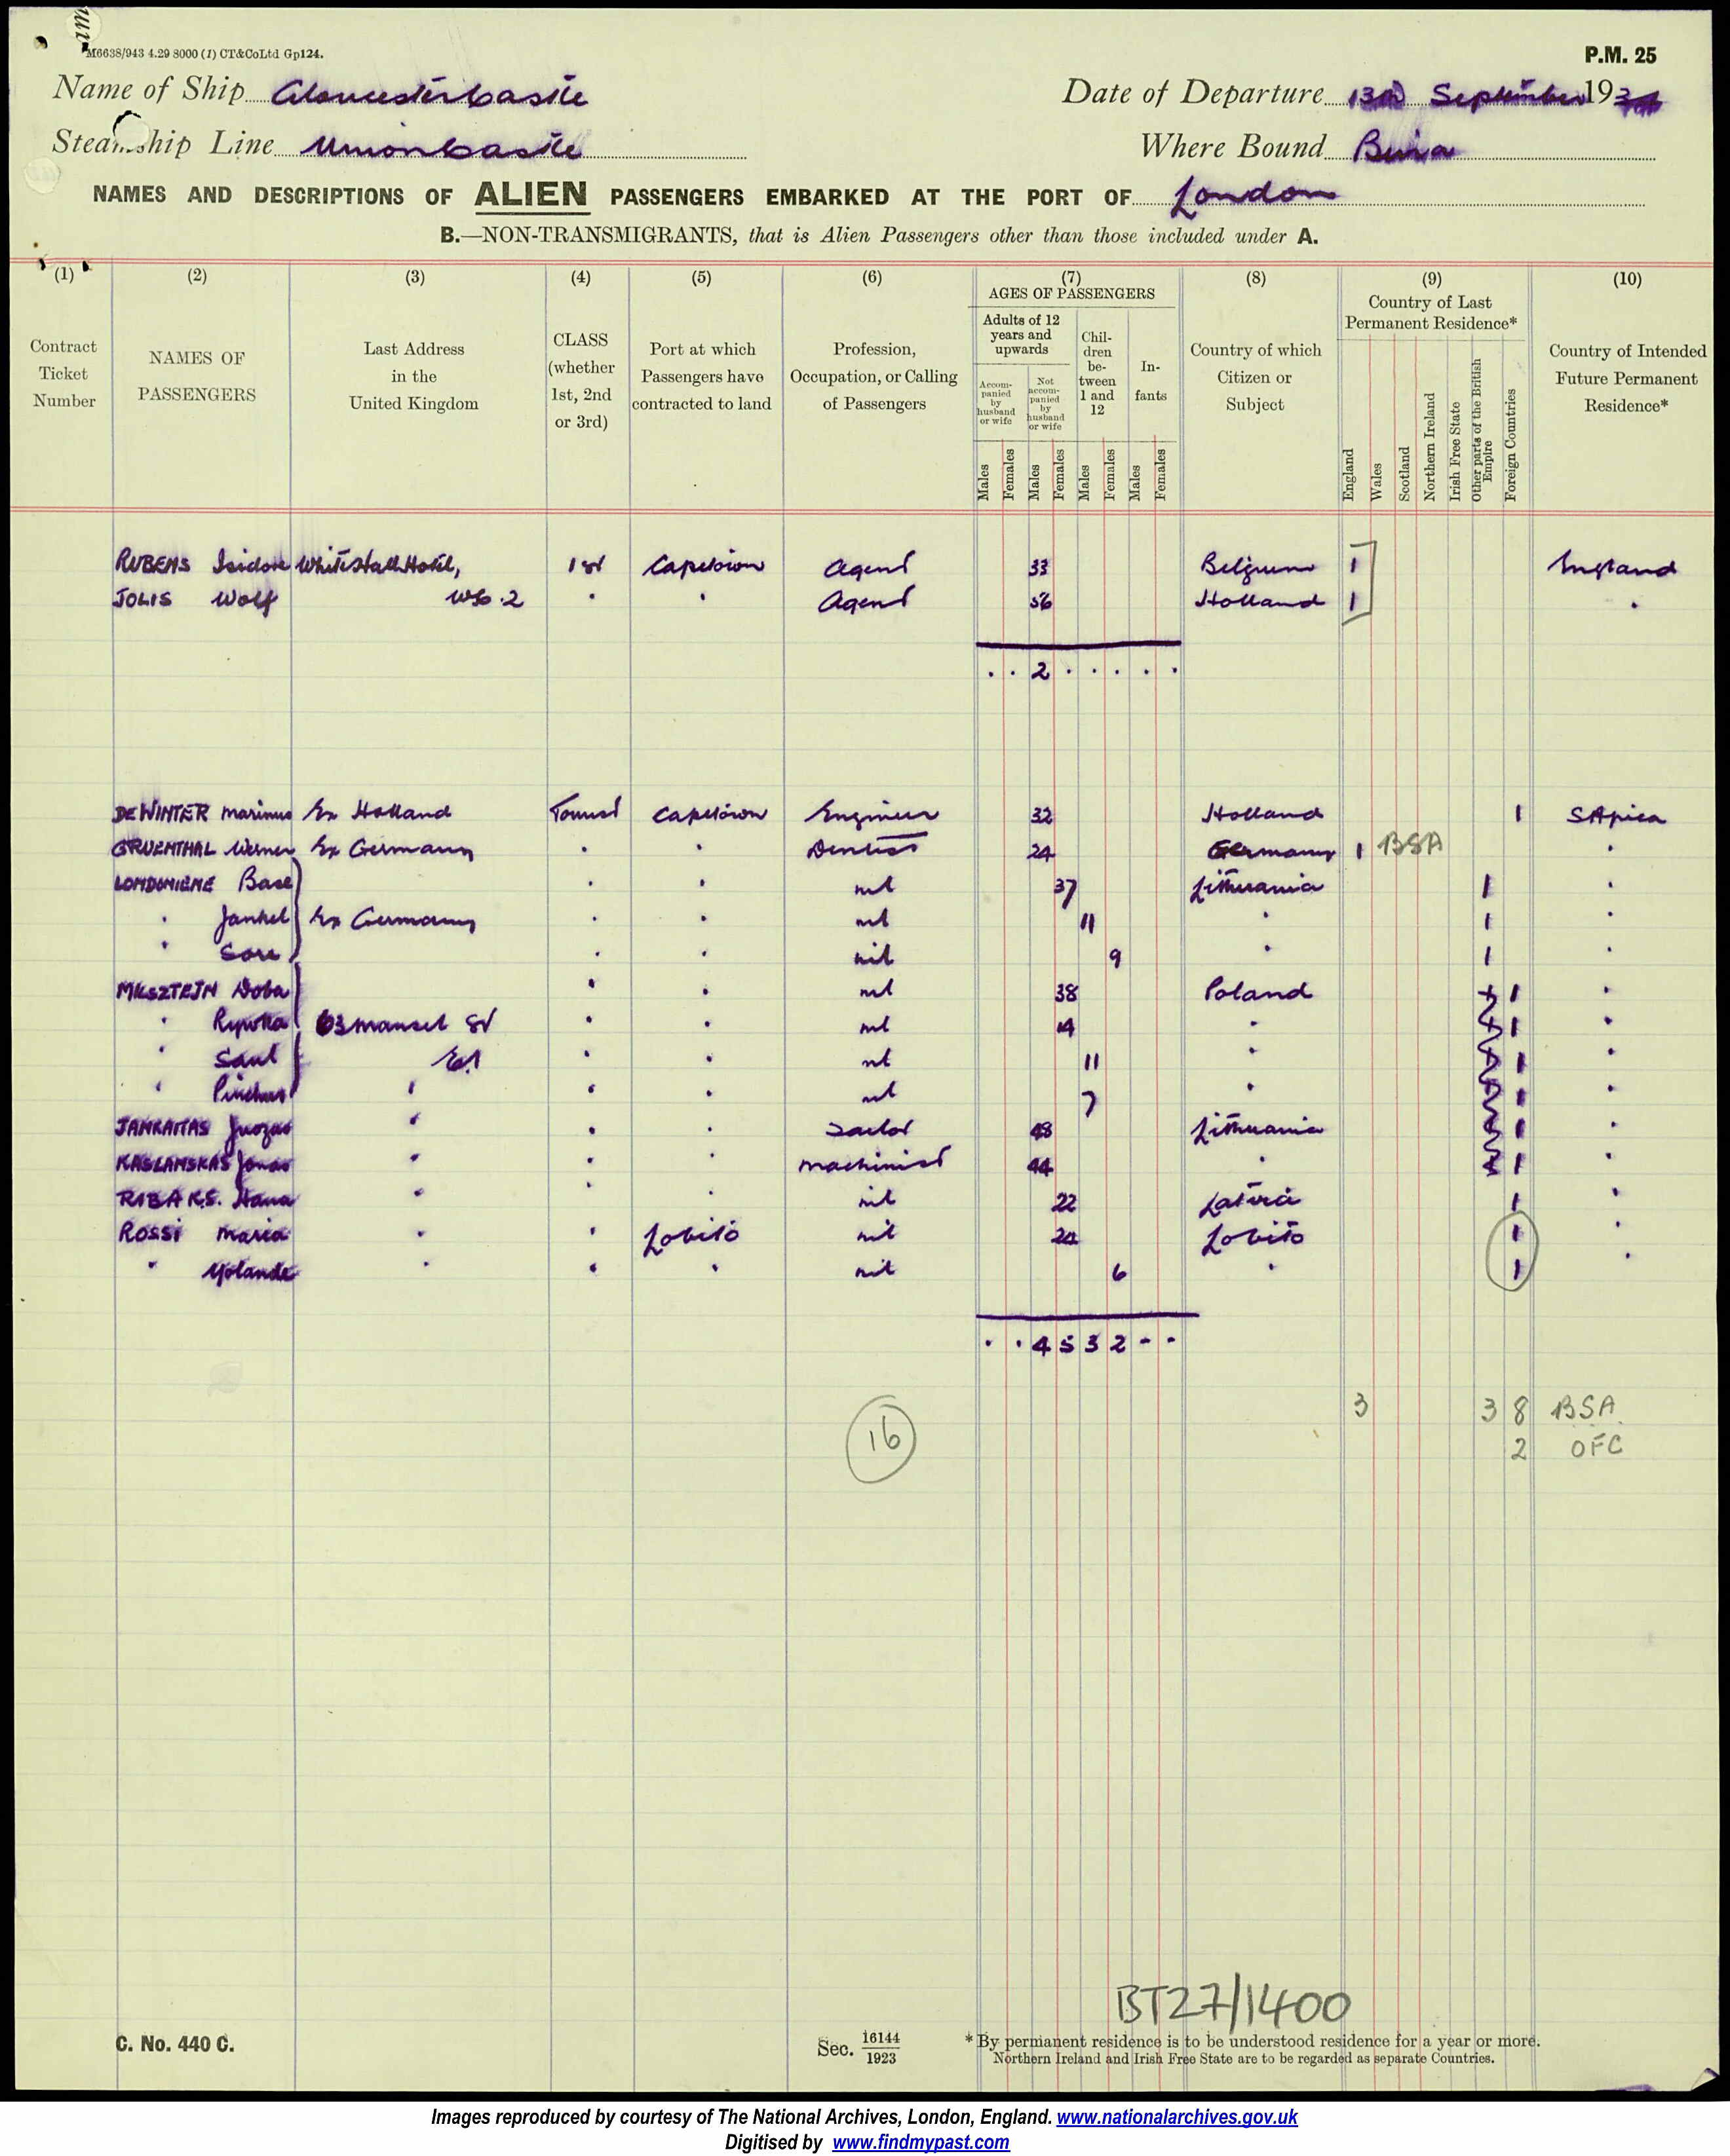 M6638/943 4.29 8000 (1) CT&CoLtd Gp124. P.M. 25
Name of Ship Gloucester Castle Date of Departure September 19
Steamship Line Union Castle Where Bound Beira
NAMES AND DESCRIPTIONS OF ALIEN PASSENGERS EMBARKED AT THE PORT OF London
B.—NON-TRANSMIGRANTS, that is Alien Passengers other than those included under A.
(1) (2) (3) (4) (5) (6) (7) (8) (9) (10)
Contract Ticket Number
NAMES OF PASSENGERS
Last Address in the United Kingdom
CLASS (whether 1st, 2nd or 3rd)
Port at which Passengers have contracted to land
Profession, Occupation, or Calling of Passengers
AGES OF PASSENGERS
Adults of 12 years and upwards
Accompanied by husband or wife
Not accompanied by husband or wife
Children between 1 and 12
Infants
Males Females Males Females Males Females Males Females
Country of which Citizen or Subject
Country of Last Permanent Residence*
England Wales Scotland Northern Ireland Irish Free State Other parts of the British Empire Foreign Countries
Country of Intended Future Permanent Residence*
RUBENS Isidore White Hall Hotel, 1st Capetown Agent 33 Belgium 1 England
JOLIS Wolf WC.2 " " Agent 56 Holland 1 "
. . 2 . . . . .
DE WINTER Marinus Ex Holland Tourist Capetown Engineer 32 Holland 1 S Africa
GRUENTHAL Werner Ex Germany " " Dentist 24 Germany 1 BSA "
LONDONIENE Base " " nil 37 Lithuania 1 "
" Jankel Ex Germany " " nil 11 " 1 "
" Sore " " nil 9 " 1 "
MILSZTEJN Doba " " nil 38 Poland 1 "
" Rywka 63 Mansel St " " nil 14 " 1 "
" Saul E.1 " " nil 11 " 1 "
" Pinchus " " " nil 7 " 1 "
JANKAITAS Juozas " " " 48 Lithuania 1 "
KASLANSKAS Jonas " " " machinist 44 " 1 "
RIBAKS. Hana " " " nil 22 Latvia 1 "
ROSSI Maria " " Lobito nil Lobito 1 "
" Yolande " " " nil 6 " 1 "
. . 4 5 3 2 - -
3 3 8 BSA
16 2 OFC
BT27/1400
C. No. 440 C. Sec. 16144/1923 * By permanent residence is to be understood residence for a year or more.
Northern Ireland and Irish Free State are to be regarded as separate Countries.
Images reproduced by courtesy of The National Archives, London, England. www.nationalarchives.gov.uk
Digitised by www.findmypast.com